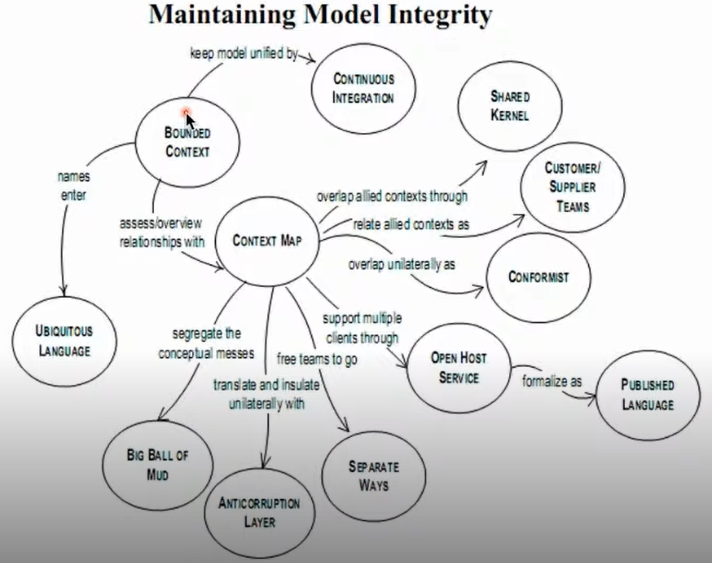 Maintaining Model Integrity
keep model unified by
CONTINUOUS
INTEGRATION
SHARED
KERNEL
BOUNDED
CONTEXT
CUSTOMER/
SUPPLIER
TEAMS
names
enter
overlap allied contexts through
assess/overview
relationships with
relate allied contexts as
CONTEXT MAP
overlap unilaterally as
CONFORMIST
UBIQUITOUS
LANGUAGE
segregate the
conceptual messes
support multiple
clients through
free teams to go
OPEN HOST
SERVICE
translate and insulate
unilaterally with
formalize as
PUBLISHED
LANGUAGE
BIG BALL OF
MUD
SEPARATE
WAYS
ANTICORRUPTION
LAYER